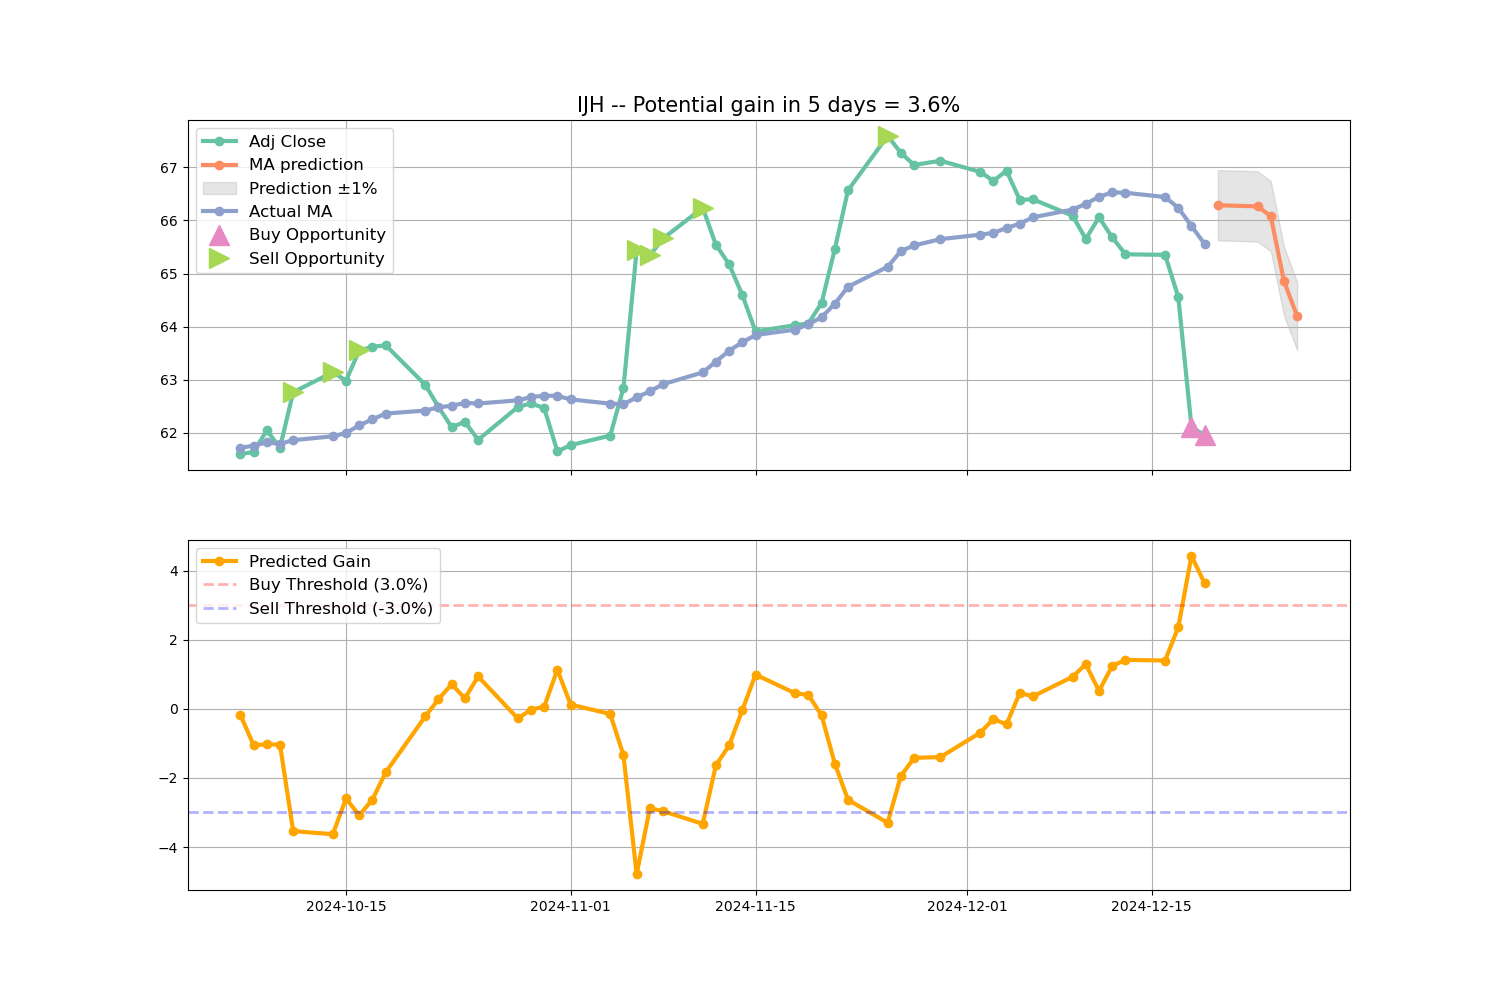 IJH -- Potential gain in 5 days = 3.6%
Adj Close
MA prediction
Prediction ±1%
Actual MA
Buy Opportunity
Sell Opportunity
67
66
65
64
63
62
Predicted Gain
Buy Threshold (3.0%)
Sell Threshold (-3.0%)
4
2
0
−2
−4
2024-10-15
2024-11-01
2024-11-15
2024-12-01
2024-12-15